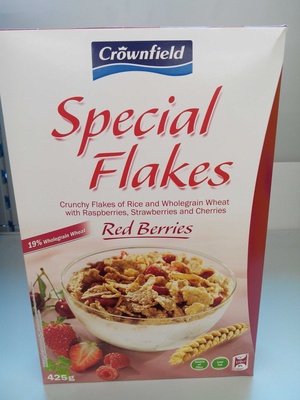 Crownfield
Special
Flakes
Crunchy Flakes of Rice and Wholegrain Wheat
with Raspberries, Strawberries and Cherries
Red Berries
19% Wholegrain Wheat
425g